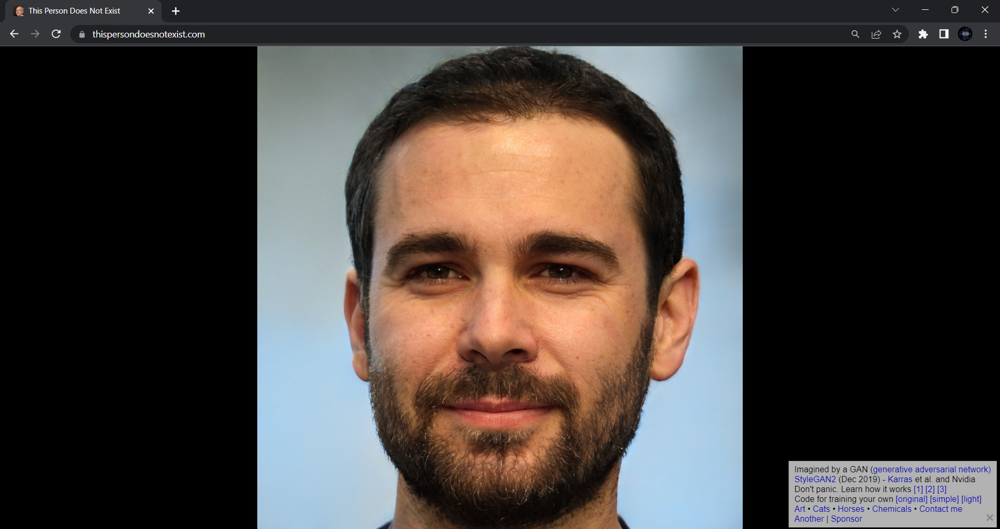 This Person Does Not Exist
thispersondoesnotexist.com
Imagined by a GAN (generative adversarial network)
StyleGAN2 (Dec 2019) - Karras et al. and Nvidia
Don't panic. Learn how it works [1] [2] [3]
Code for training your own [original] [simple] [light]
Art • Cats • Horses • Chemicals • Contact me
Another | Sponsor